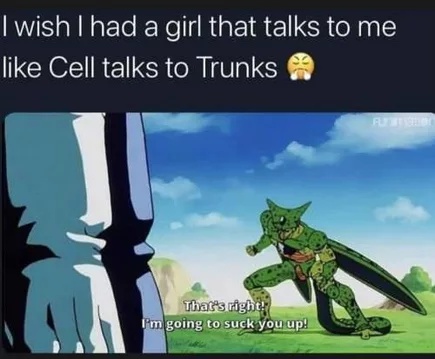 I wish I had a girl that talks to me
like Cell talks to Trunks 😤
FUNIMATION
That's right!
I'm going to suck you up!